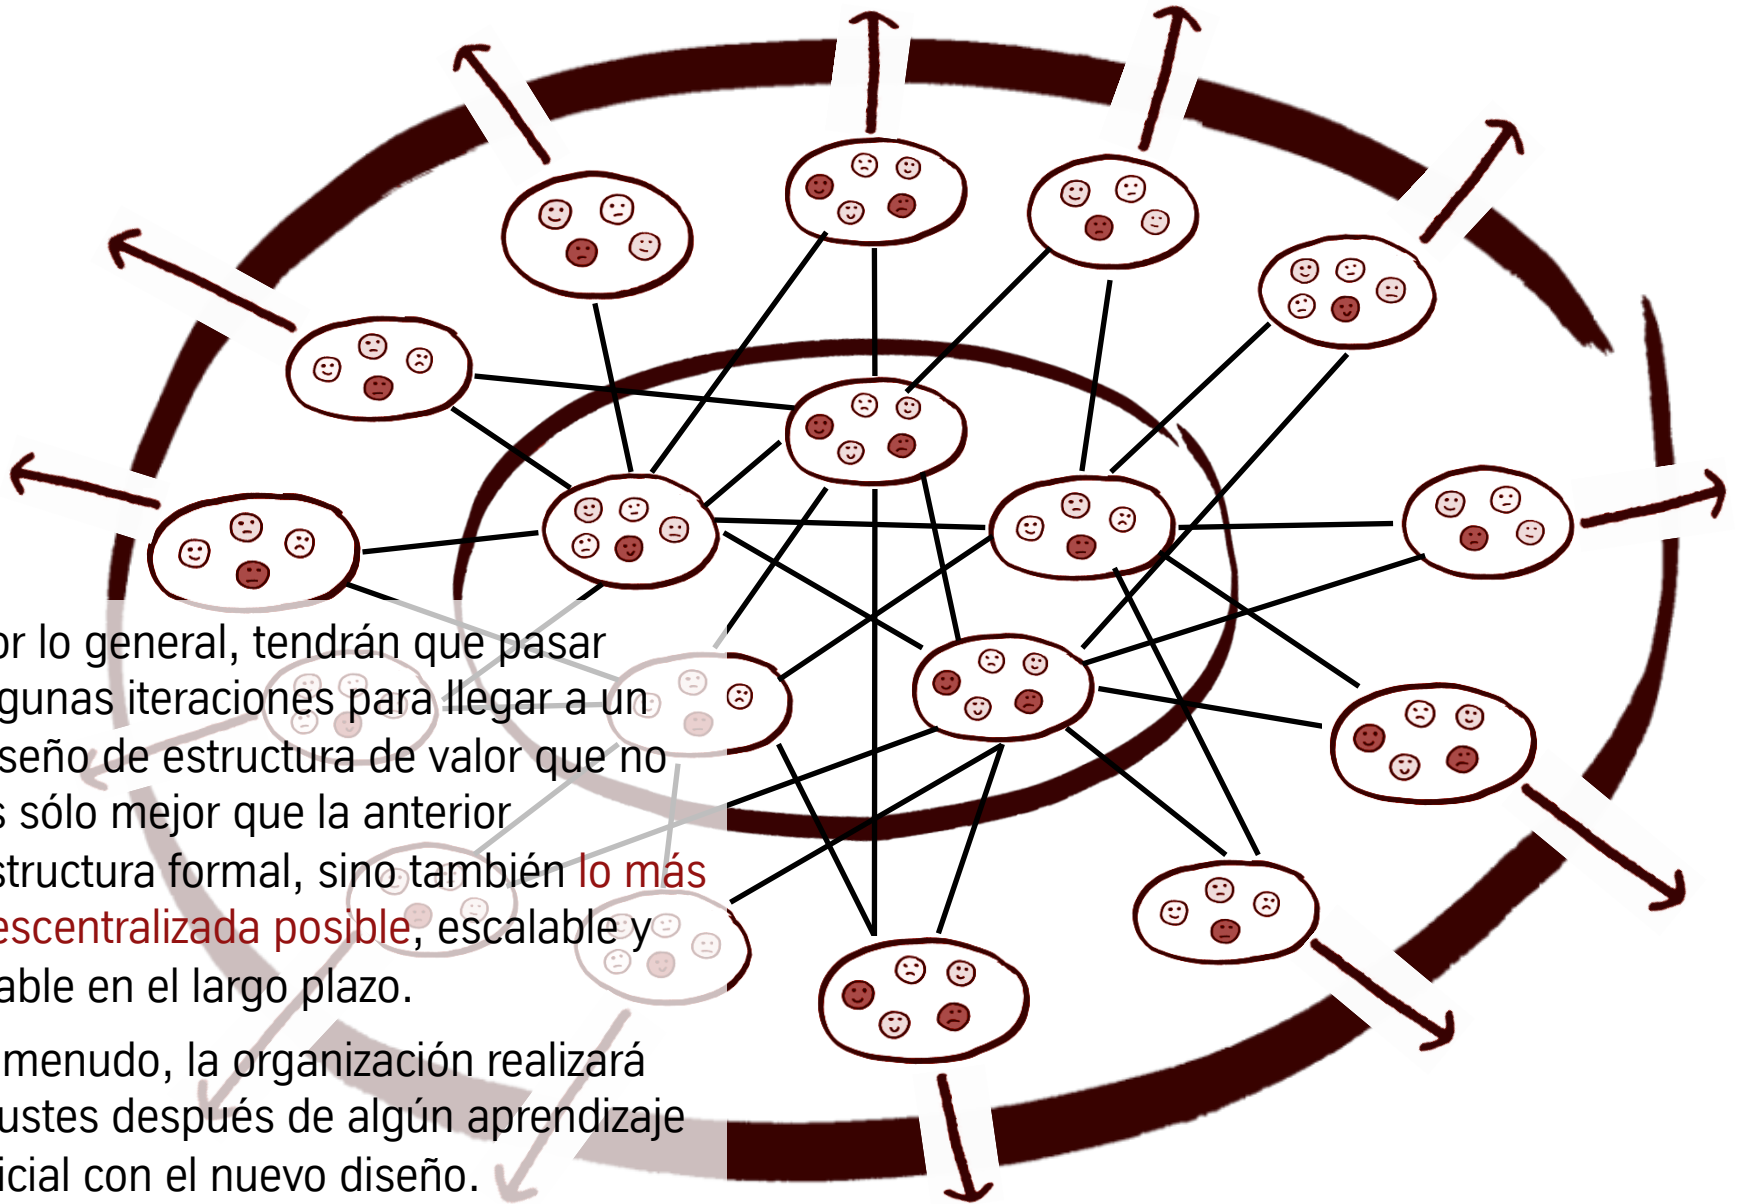 or lo general, tendrán que pasar
gunas iteraciones para llegar a un
seño de estructura de valor que no
s sólo mejor que la anterior
structura formal, sino también lo más
escentralizada posible, escalable y
able en el largo plazo.
menudo, la organización realizará
ustes después de algún aprendizaje
icial con el nuevo diseño.